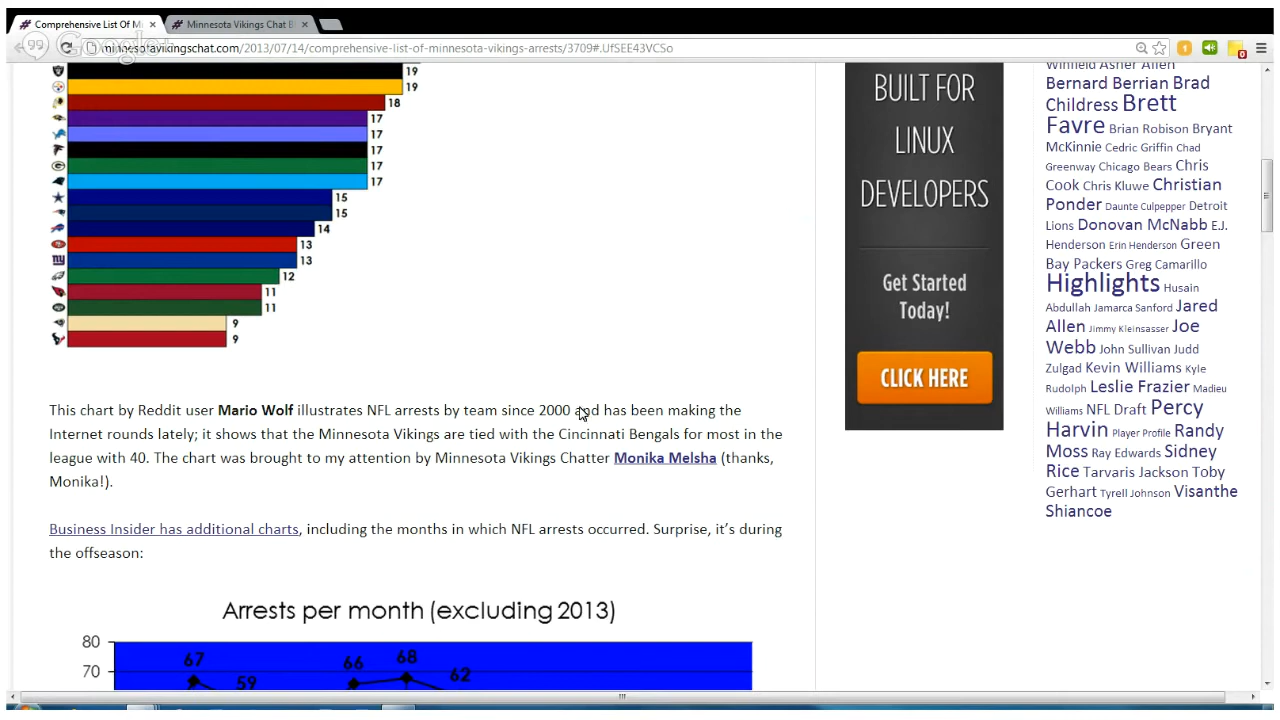 Comprehensive List Of Mi
Minnesota Vikings Chat Bl
Google+
minnesotavikingschat.com/2013/07/14/comprehensive-list-of-minnesota-vikings-arrests/3709#.UfSEE43VCSo
19
19
18
17
17
17
17
17
15
15
14
13
13
12
11
11
9
9
This chart by Reddit user Mario Wolf illustrates NFL arrests by team since 2000 and has been making the
Internet rounds lately; it shows that the Minnesota Vikings are tied with the Cincinnati Bengals for most in the
league with 40. The chart was brought to my attention by Minnesota Vikings Chatter Monika Melsha (thanks,
Monika!).
Business Insider has additional charts, including the months in which NFL arrests occurred. Surprise, it's during
the offseason:
Arrests per month (excluding 2013)
80
70
67
59
66
68
62
BUILT FOR
LINUX
DEVELOPERS
Get Started
Today!
CLICK HERE
Winfield Asher Allen
Bernard Berrian Brad
Childress Brett
Favre Brian Robison Bryant
McKinnie Cedric Griffin Chad
Greenway Chicago Bears Chris
Cook Chris Kluwe Christian
Ponder Daunte Culpepper Detroit
Lions Donovan McNabb E.J.
Henderson Erin Henderson Green
Bay Packers Greg Camarillo
Highlights Husain
Abdullah Jamarca Sanford Jared
Allen Jimmy Kleinsasser Joe
Webb John Sullivan Judd
Zulgad Kevin Williams Kyle
Rudolph Leslie Frazier Madieu
Williams NFL Draft Percy
Harvin Player Profile Randy
Moss Ray Edwards Sidney
Rice Tarvaris Jackson Toby
Gerhart Tyrell Johnson Visanthe
Shiancoe